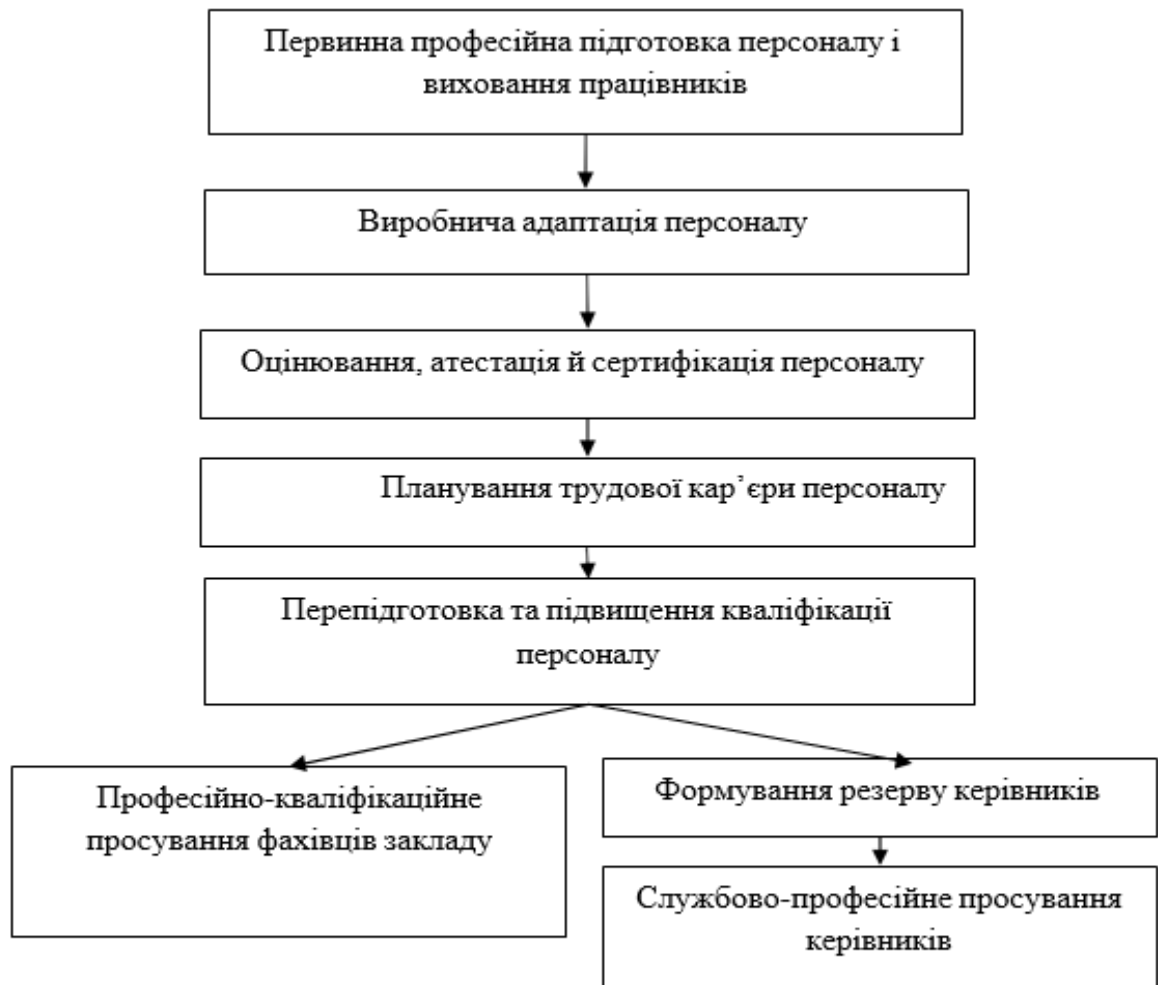 Первинна професійна підготовка персоналу і
виховання працівників
Виробнича адаптація персоналу
Оцінювання, атестація й сертифікація персоналу
Планування трудової кар’єри персоналу
Перепідготовка та підвищення кваліфікації
персоналу
Професійно-кваліфікаційне
просування фахівців закладу
Формування резерву керівників
Службово-професійне просування
керівників